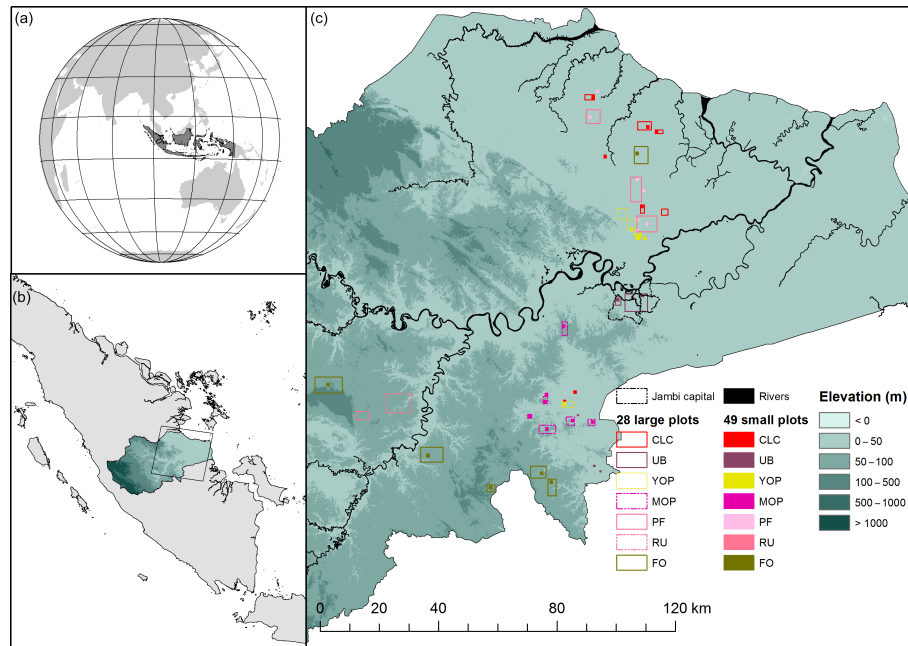 (a)
(b)
(c)
Jambi capital
Rivers
Elevation (m)
28 large plots
49 small plots
CLC
UB
YOP
MOP
PF
RU
FO
CLC
UB
YOP
MOP
PF
RU
FO
< 0
0 – 50
50 – 100
100 – 500
500 – 1000
> 1000
0 40 80 120 km